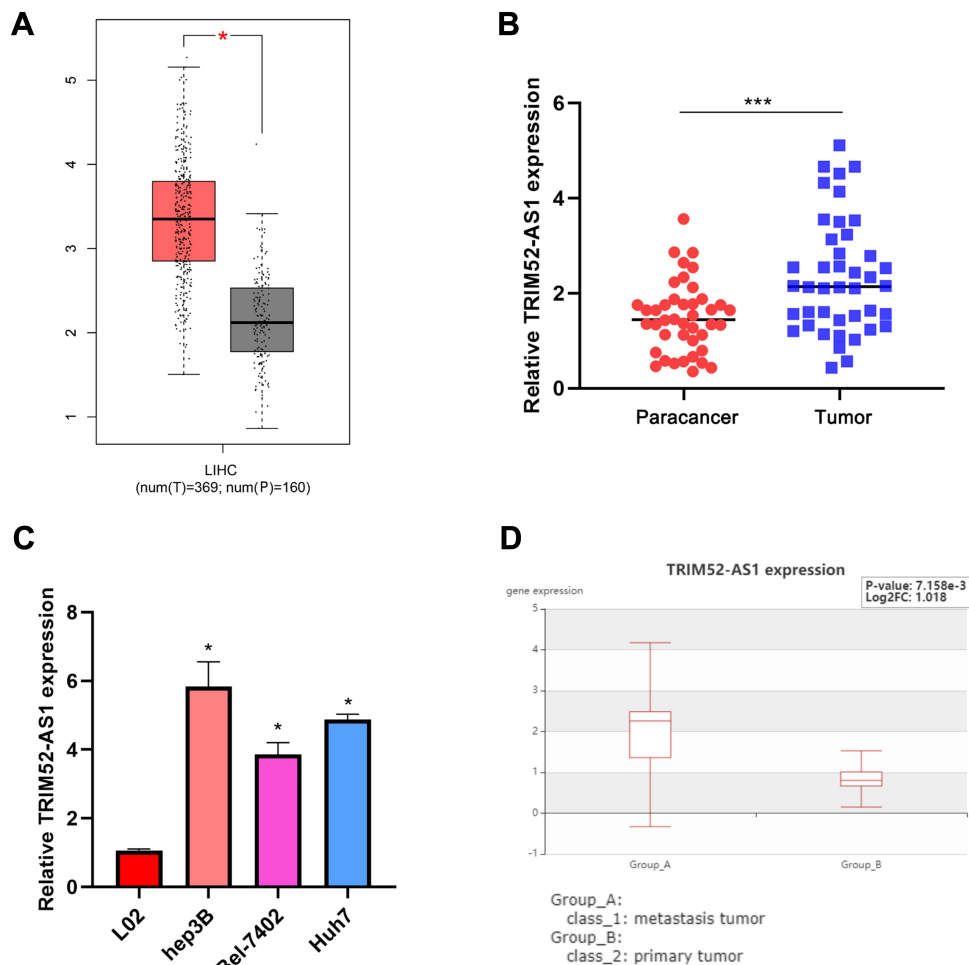 A
*
5
4
3
2
1
LIHC
(num(T)=369; num(P)=160)
B
Relative TRIM52-AS1 expression
***
6
4
2
0
Paracancer
Tumor
C
Relative TRIM52-AS1 expression
8
6
4
2
0
*
*
*
L02
hep3B
Bel-7402
Huh7
D
TRIM52-AS1 expression
P-value: 7.158e-3
Log2FC: 1.018
gene expression
5
4
3
2
1
0
-1
Group_A
Group_B
Group_A:
class_1: metastasis tumor
Group_B:
class_2: primary tumor